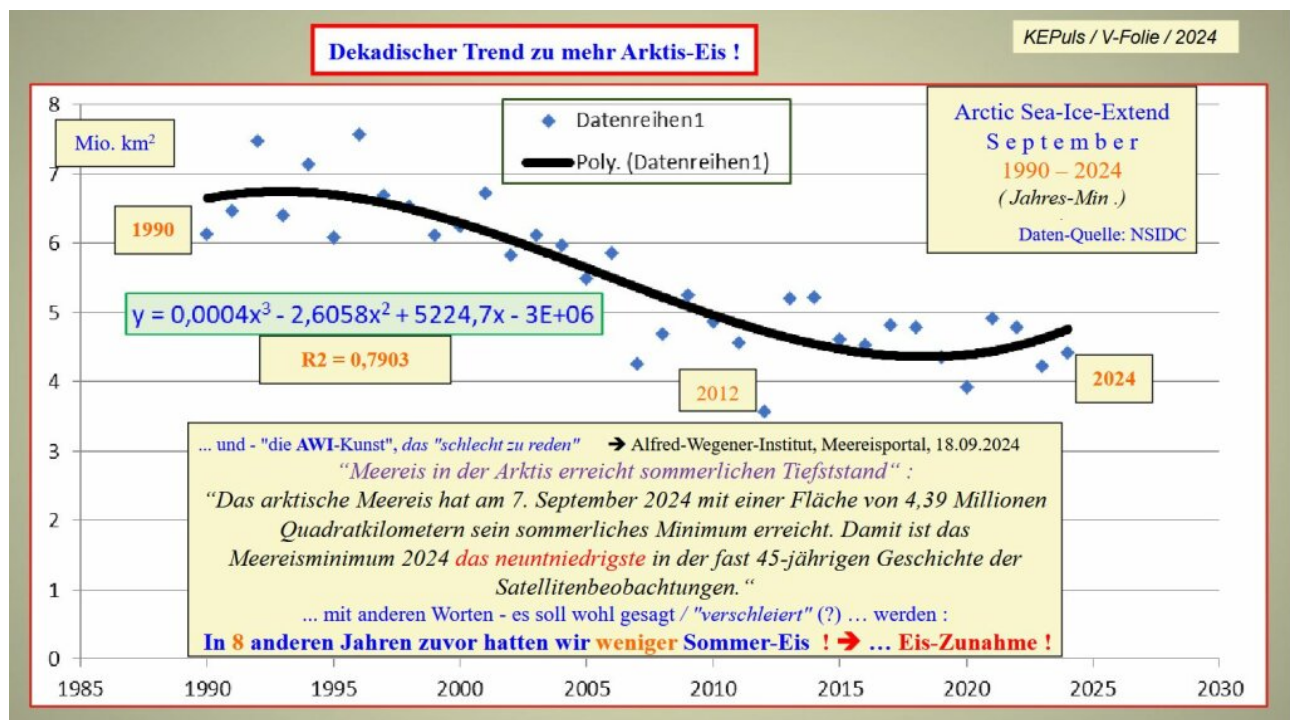 Dekadischer Trend zu mehr Arktis-Eis !
KEPuls / V-Folie / 2024
8
7
6
5
4
3
2
1
0
Mio. km²
Datenreihen1
Poly. (Datenreihen1)
Arctic Sea-Ice-Extend
S e p t e m b e r
1990 – 2024
( Jahres-Min .)
Daten-Quelle: NSIDC
1990
y = 0,0004x³ - 2,6058x² + 5224,7x - 3E+06
R2 = 0,7903
2012
2024
... und - "die AWI-Kunst", das "schlecht zu reden" ➔ Alfred-Wegener-Institut, Meereisportal, 18.09.2024
“Meereis in der Arktis erreicht sommerlichen Tiefststand“ :
“Das arktische Meereis hat am 7. September 2024 mit einer Fläche von 4,39 Millionen
Quadratkilometern sein sommerliches Minimum erreicht. Damit ist das
Meereisminimum 2024 das neuntniedrigste in der fast 45-jährigen Geschichte der
Satellitenbeobachtungen.“
... mit anderen Worten - es soll wohl gesagt / "verschleiert" (?) … werden :
In 8 anderen Jahren zuvor hatten wir weniger Sommer-Eis ! ➔ … Eis-Zunahme !
1985 1990 1995 2000 2005 2010 2015 2020 2025 2030